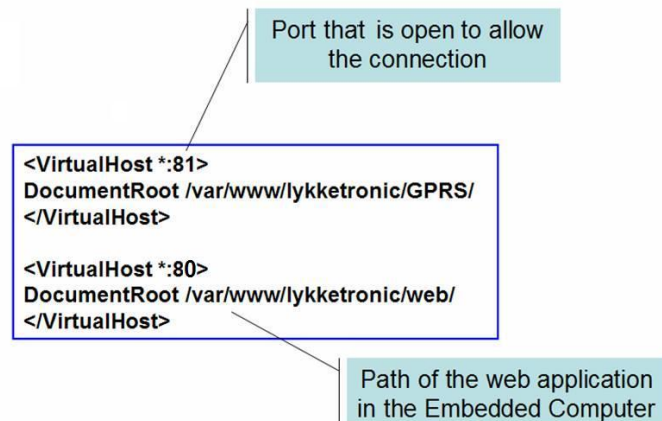 Port that is open to allow
the connection
<VirtualHost *:81>
DocumentRoot /var/www/lykketronic/GPRS/
</VirtualHost>
<VirtualHost *:80>
DocumentRoot /var/www/lykketronic/web/
</VirtualHost>
Path of the web application
in the Embedded Computer